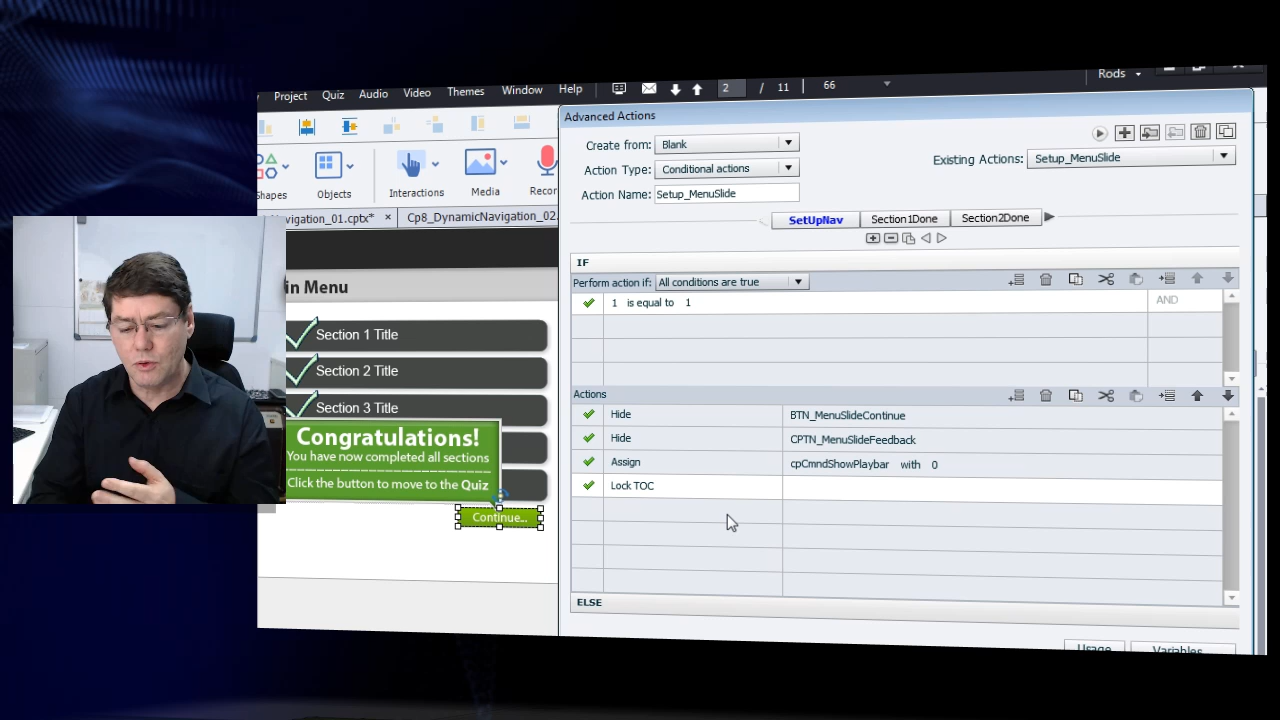 Rods
Project Quiz Audio Video Themes Window Help 2 / 11 66
Advanced Actions
Create from: Blank
Existing Actions: Setup_MenuSlide
Action Type: Conditional actions
Action Name: Setup_MenuSlide
Objects Interactions Media
SetUpNav Section1Done Section2Done
avigation_01.cptx* × Cp8_DynamicNavigation_02.
IF
Perform action if: All conditions are true
1 is equal to 1 AND
in Menu
Section 1 Title
Section 2 Title
Section 3 Title
Congratulations!
You have now completed all sections
Click the button to move to the Quiz
Continue...
Actions
Hide BTN_MenuSlideContinue
Hide CPTN_MenuSlideFeedback
Assign cpCmndShowPlaybar with 0
Lock TOC
ELSE
Usage Variables